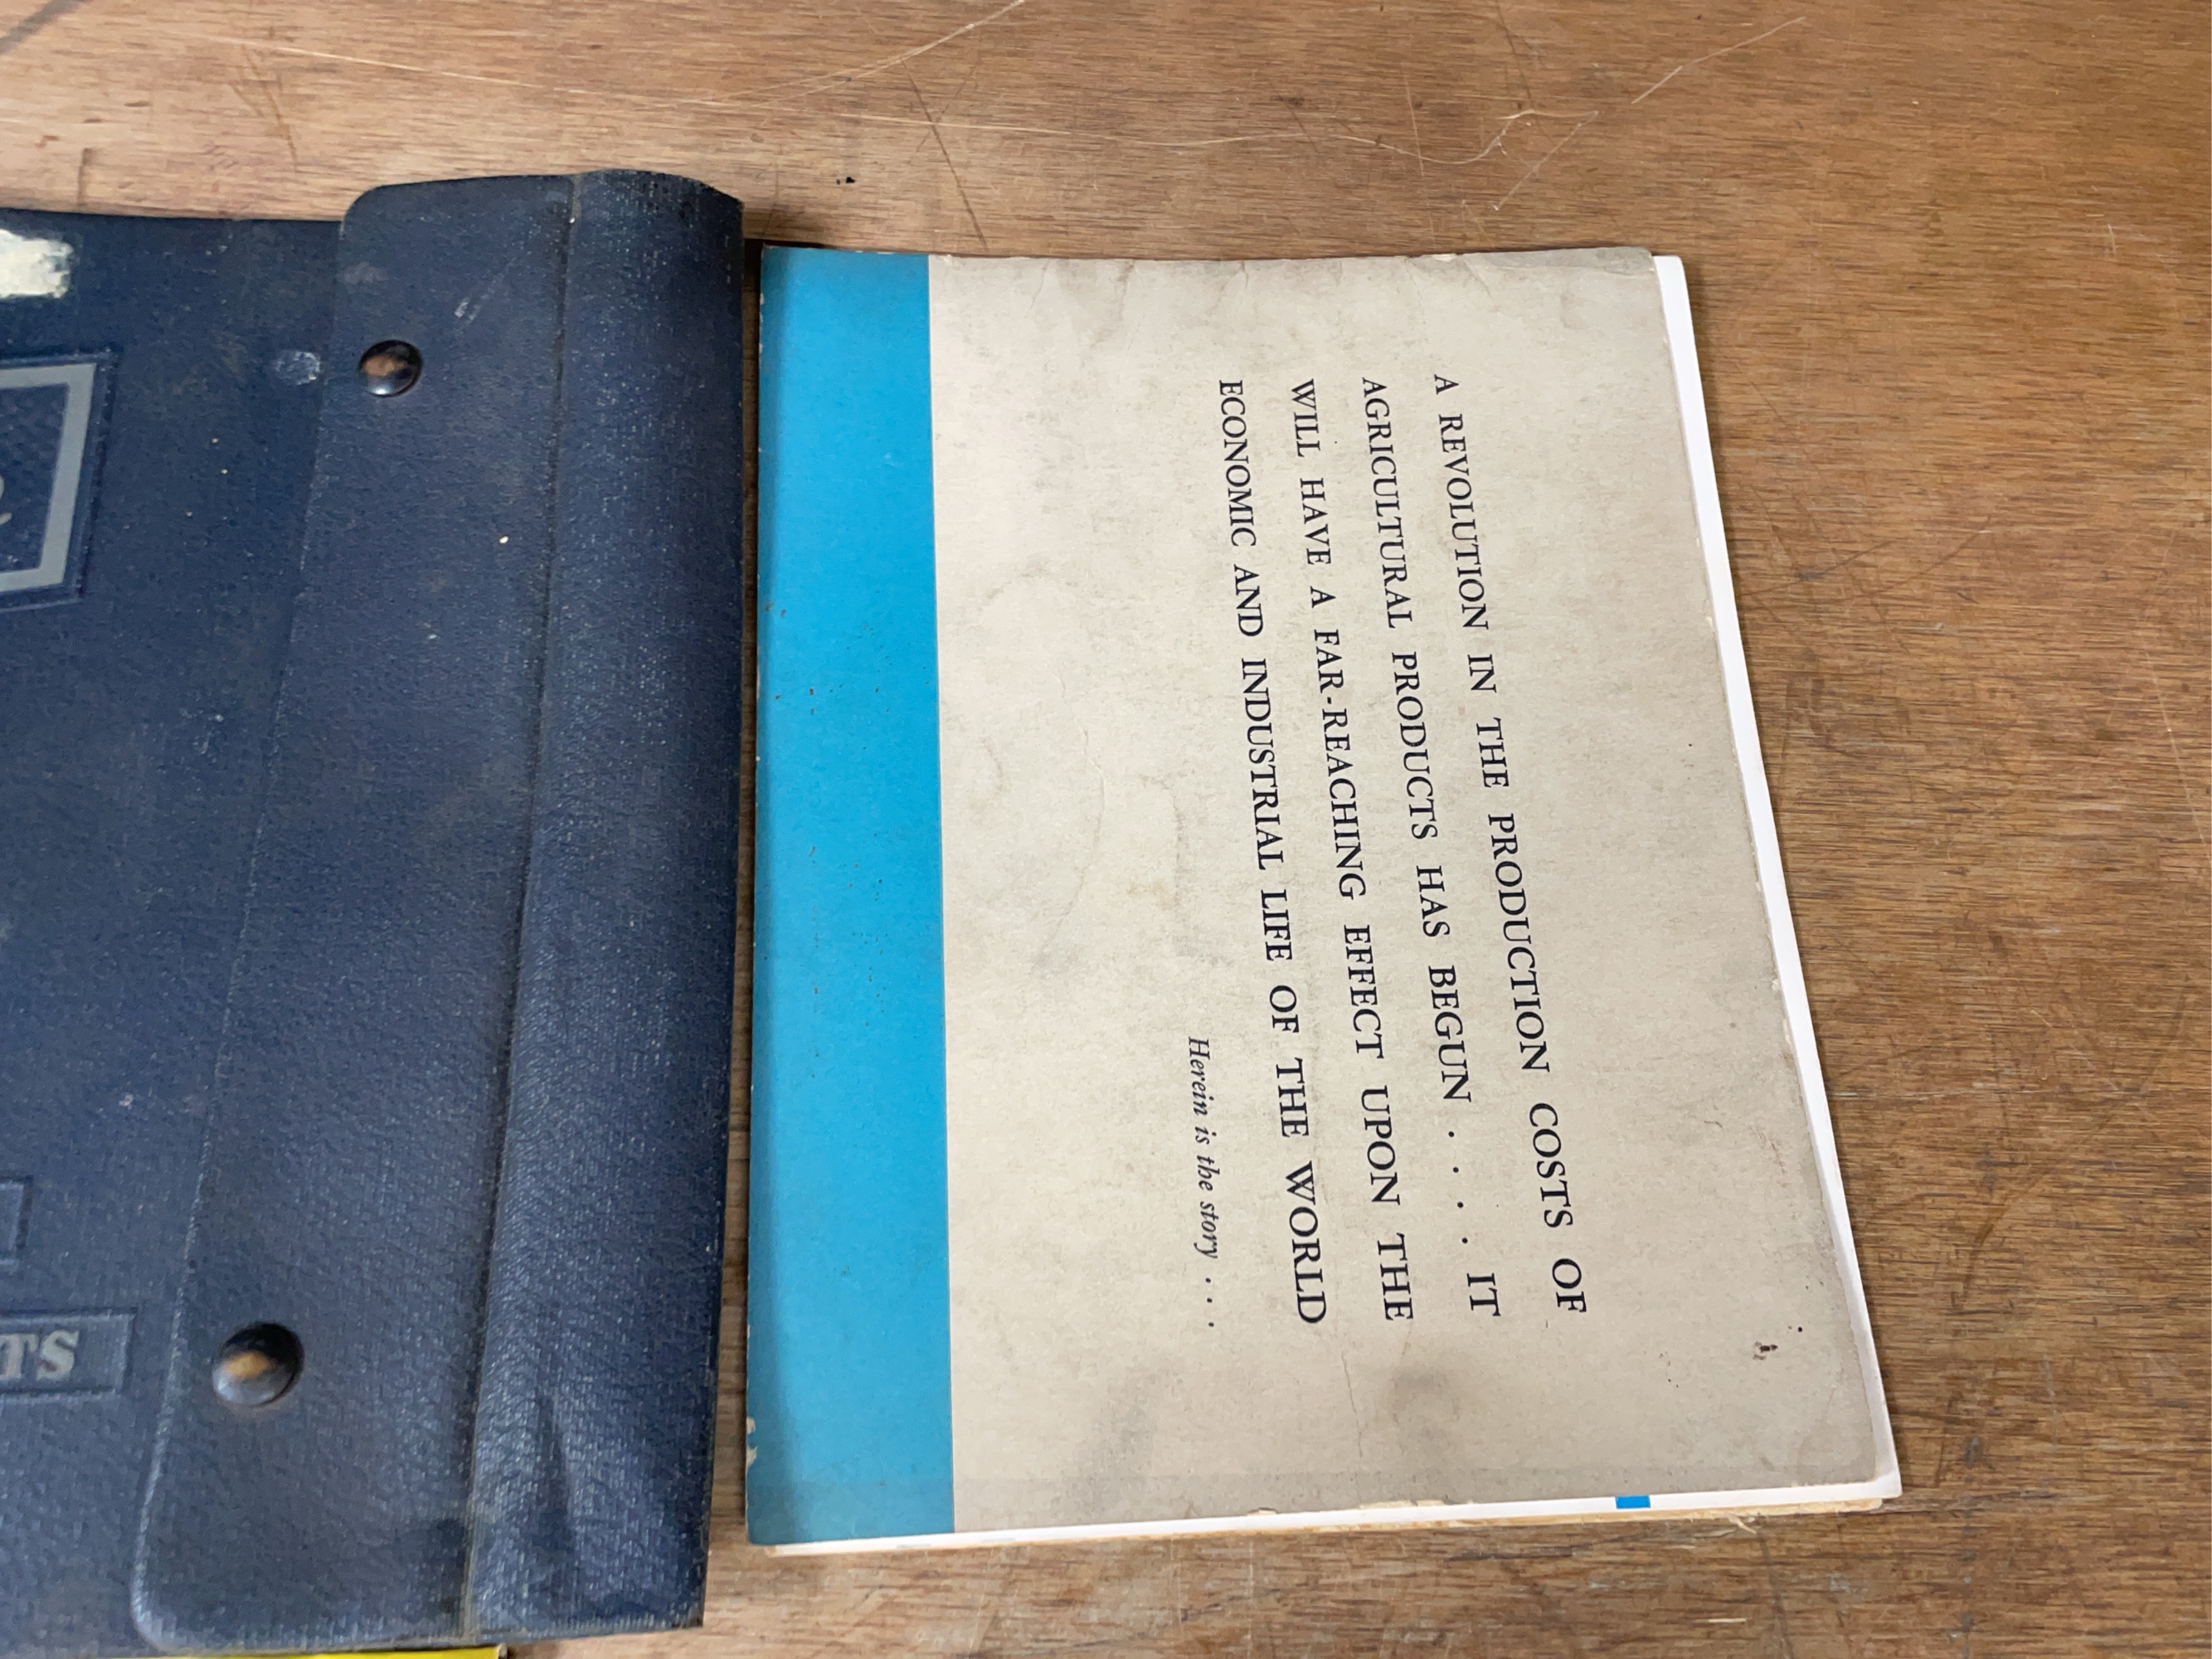 A REVOLUTION IN THE PRODUCTION COSTS OF
AGRICULTURAL PRODUCTS HAS BEGUN . . . . IT
WILL HAVE A FAR-REACHING EFFECT UPON THE
ECONOMIC AND INDUSTRIAL LIFE OF THE WORLD
Herein is the story . . .
TS